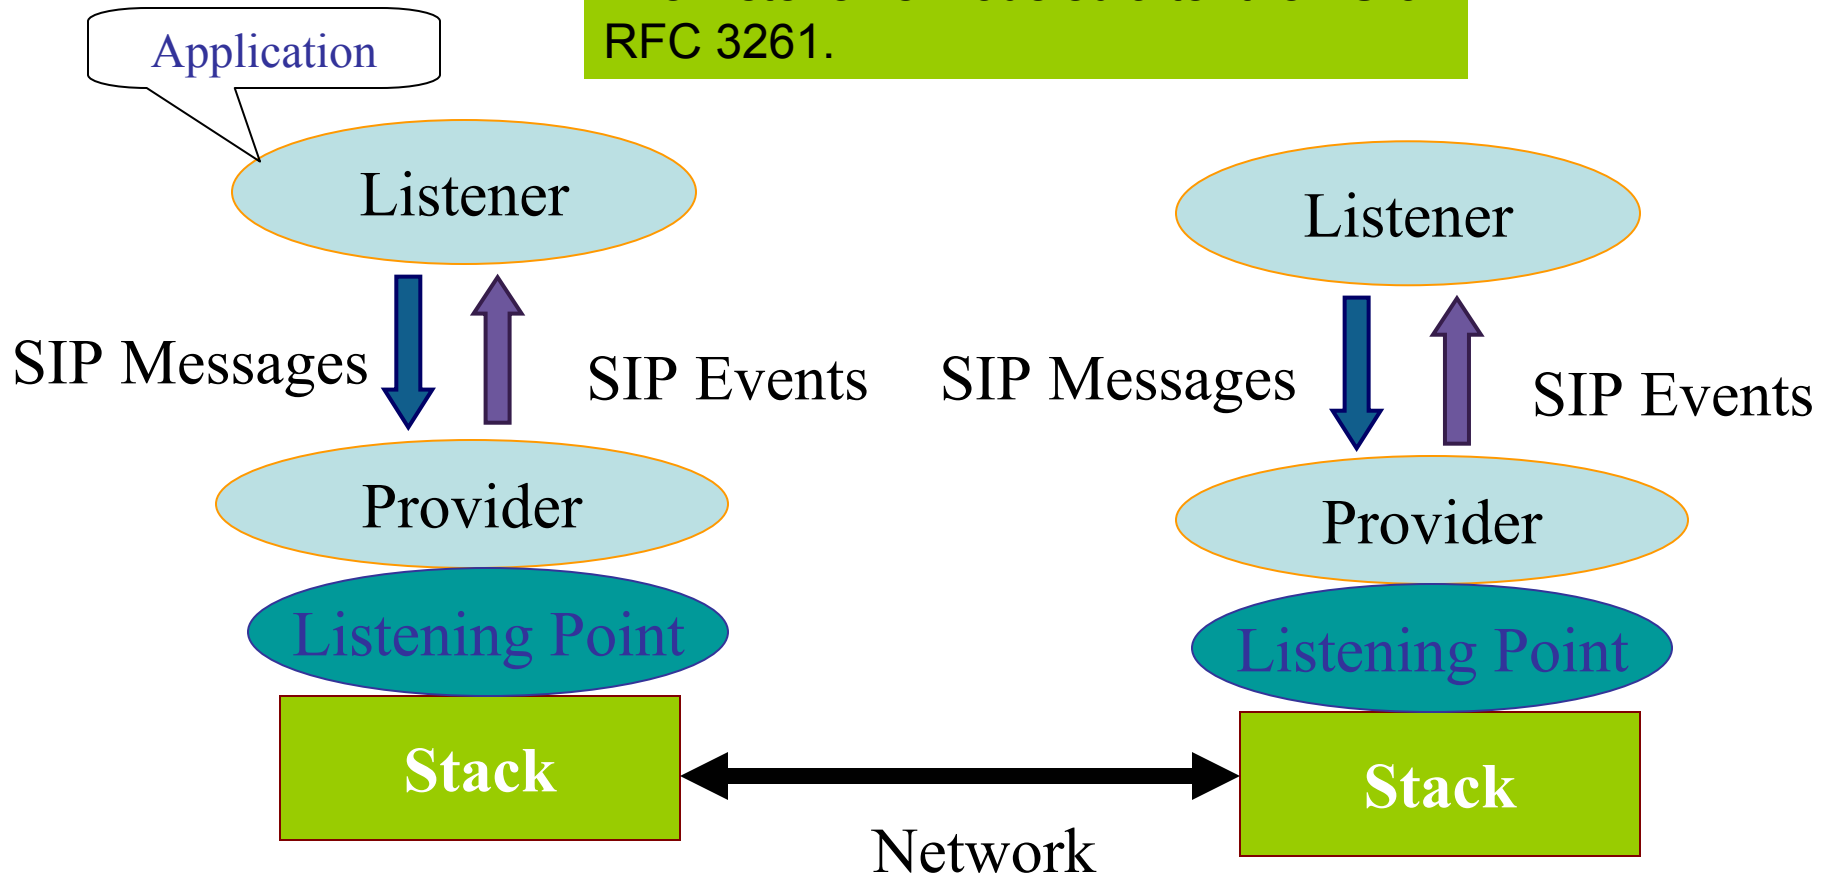 RFC 3261.
Application
Listener
Listener
SIP Messages
SIP Events
SIP Messages
SIP Events
Provider
Provider
Listening Point
Listening Point
Stack
Stack
Network